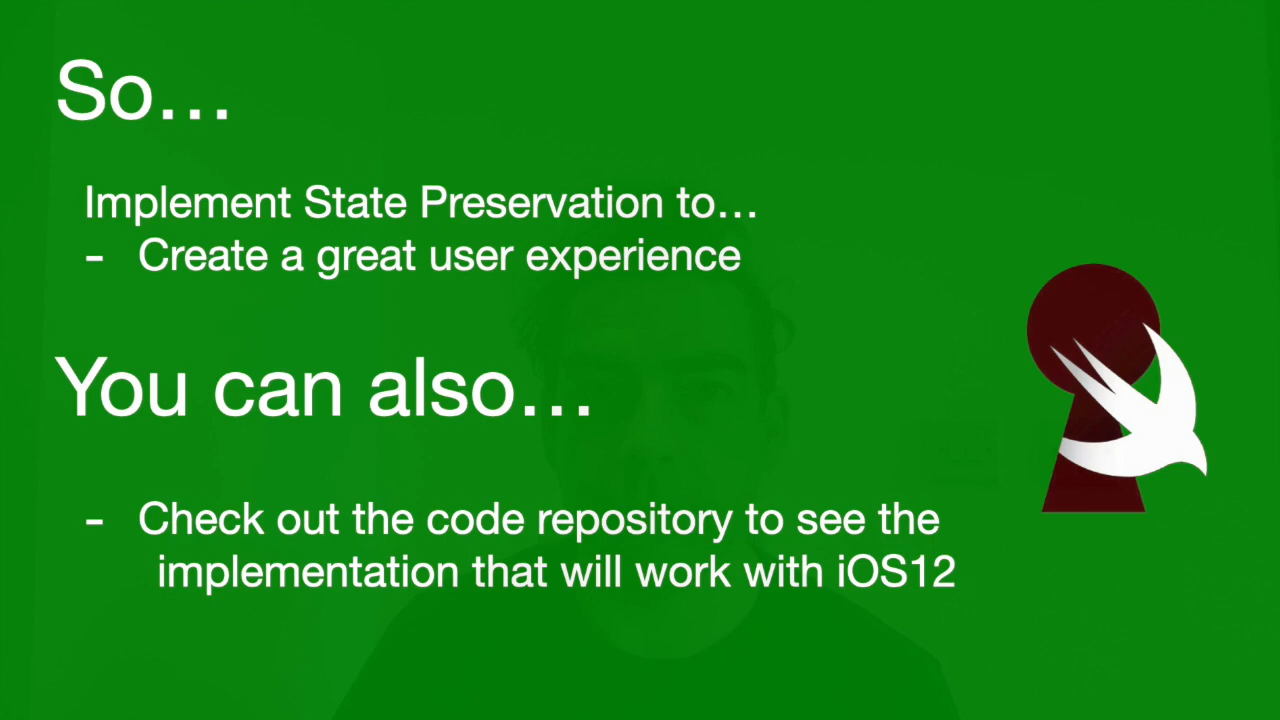 So…
Implement State Preservation to…
- Create a great user experience
You can also…
- Check out the code repository to see the
implementation that will work with iOS12